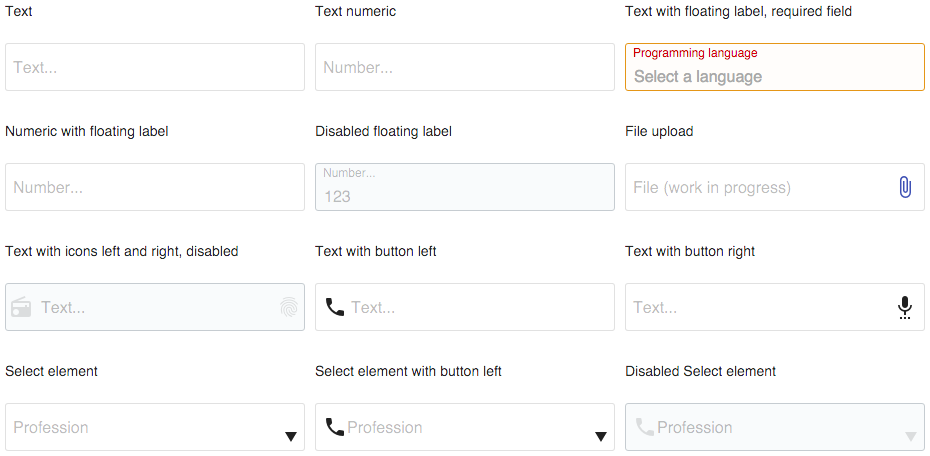 Text
Text numeric
Text with floating label, required field
Text...
Number...
Programming language
Select a language
Numeric with floating label
Disabled floating label
File upload
Number...
Number...
123
File (work in progress)
Text with icons left and right, disabled
Text with button left
Text with button right
Text...
Text...
Text...
Select element
Select element with button left
Disabled Select element
Profession
Profession
Profession